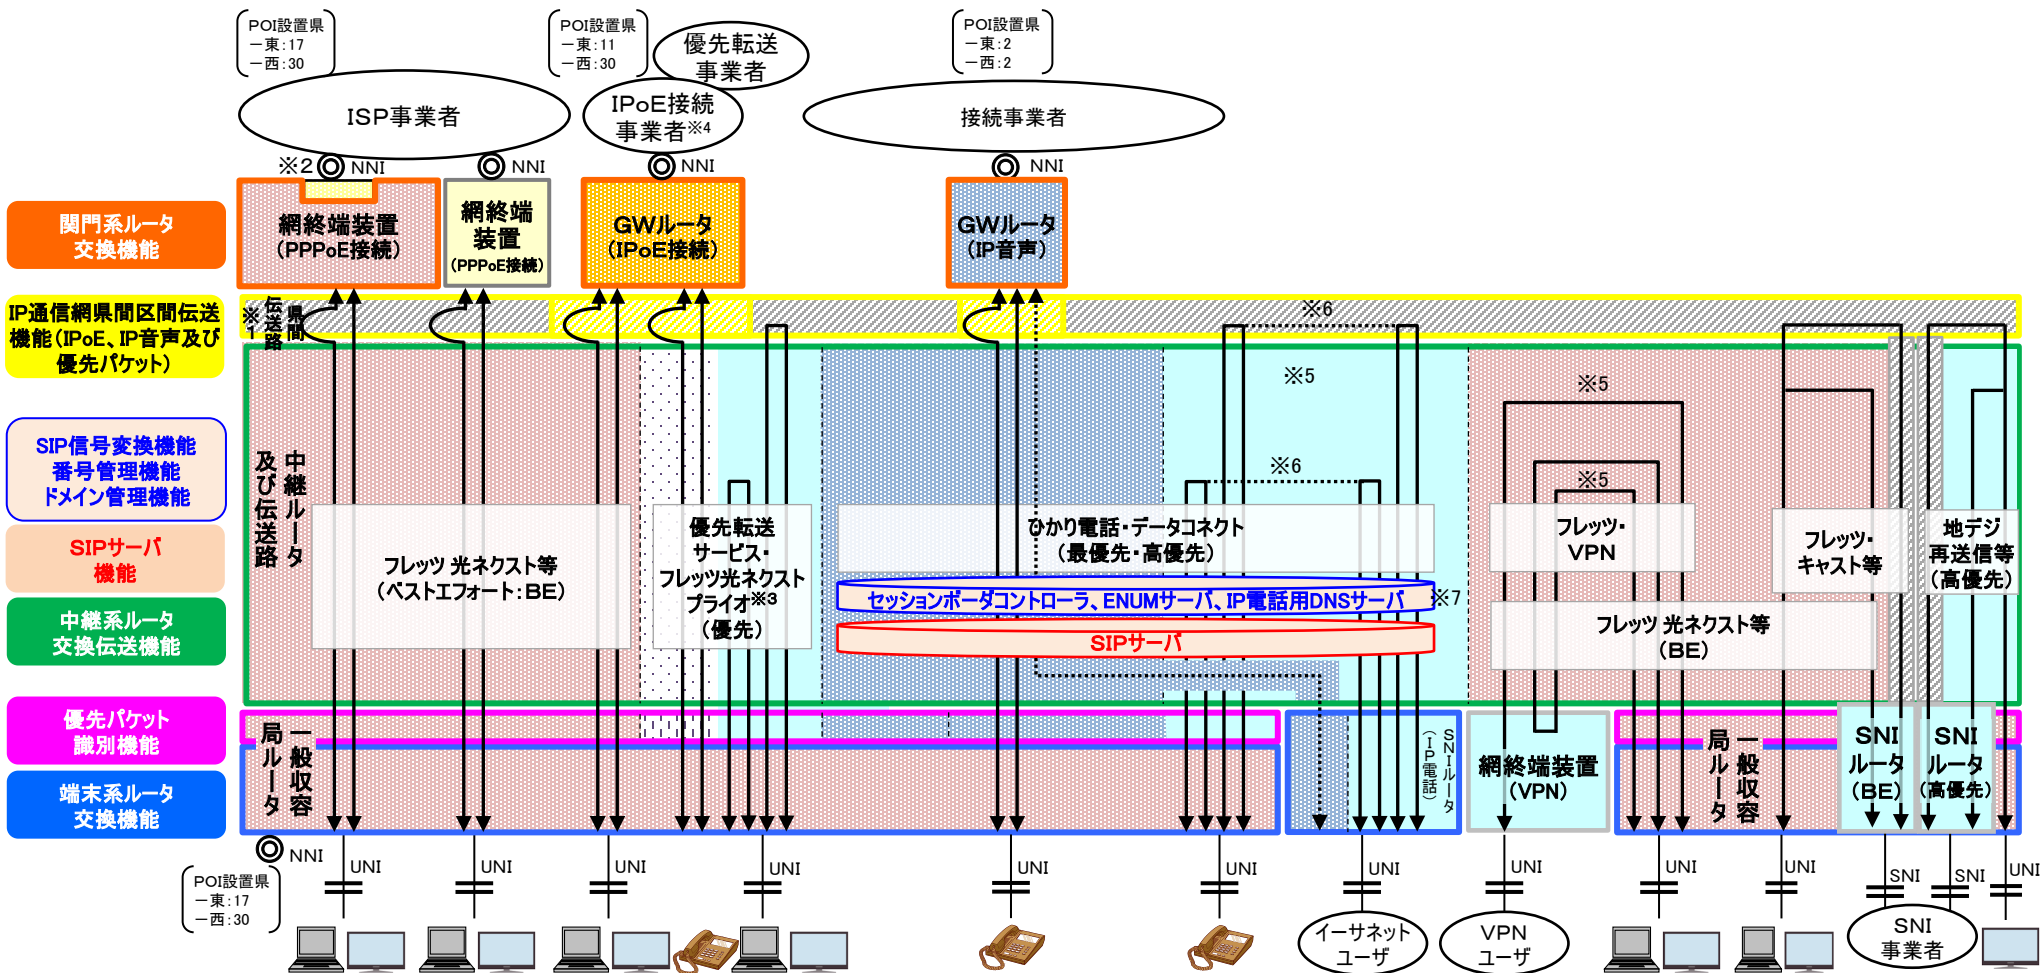 POI設置県
－東：17
－西：30
POI設置県
－東：11
－西：30
優先転送
事業者
POI設置県
－東：2
－西：2
ISP事業者
IPoE接続
事業者※4
接続事業者
※2
NNI
NNI
NNI
NNI
関門系ルータ
交換機能
網終端装置
（PPPoE接続）
網終端
装置
（PPPoE接続）
GWルータ
（IPoE接続）
GWルータ
（IP音声）
IP通信網県間区間伝送
機能（IPoE、IP音声及び
優先パケット）
県間
伝送路
※1
※6
※5
※5
SIP信号変換機能
番号管理機能
ドメイン管理機能
中継ルータ
及び伝送路
※6
※5
SIPサーバ
機能
フレッツ 光ネクスト等
（ベストエフォート：BE）
優先転送
サービス・
フレッツ光ネクスト
プライオ※3
（優先）
ひかり電話・データコネクト
（最優先・高優先）
フレッツ・
VPN
フレッツ・
キャスト等
地デジ
再送信等
（高優先）
セッションボーダコントローラ、ENUMサーバ、IP電話用DNSサーバ
※7
SIPサーバ
フレッツ 光ネクスト等
（BE）
中継系ルータ
交換伝送機能
優先パケット
識別機能
端末系ルータ
交換機能
一般収容
局ルータ
SNIルータ
（IP電話）
網終端装置
（VPN）
一般収容
局ルータ
SNI
ルータ
（BE）
SNI
ルータ
（高優先）
NNI
POI設置県
－東：17
－西：30
UNI
UNI
UNI
UNI
UNI
UNI
UNI
UNI
UNI
UNI
SNI
SNI
UNI
イーサネット
ユーザ
VPN
ユーザ
SNI
事業者